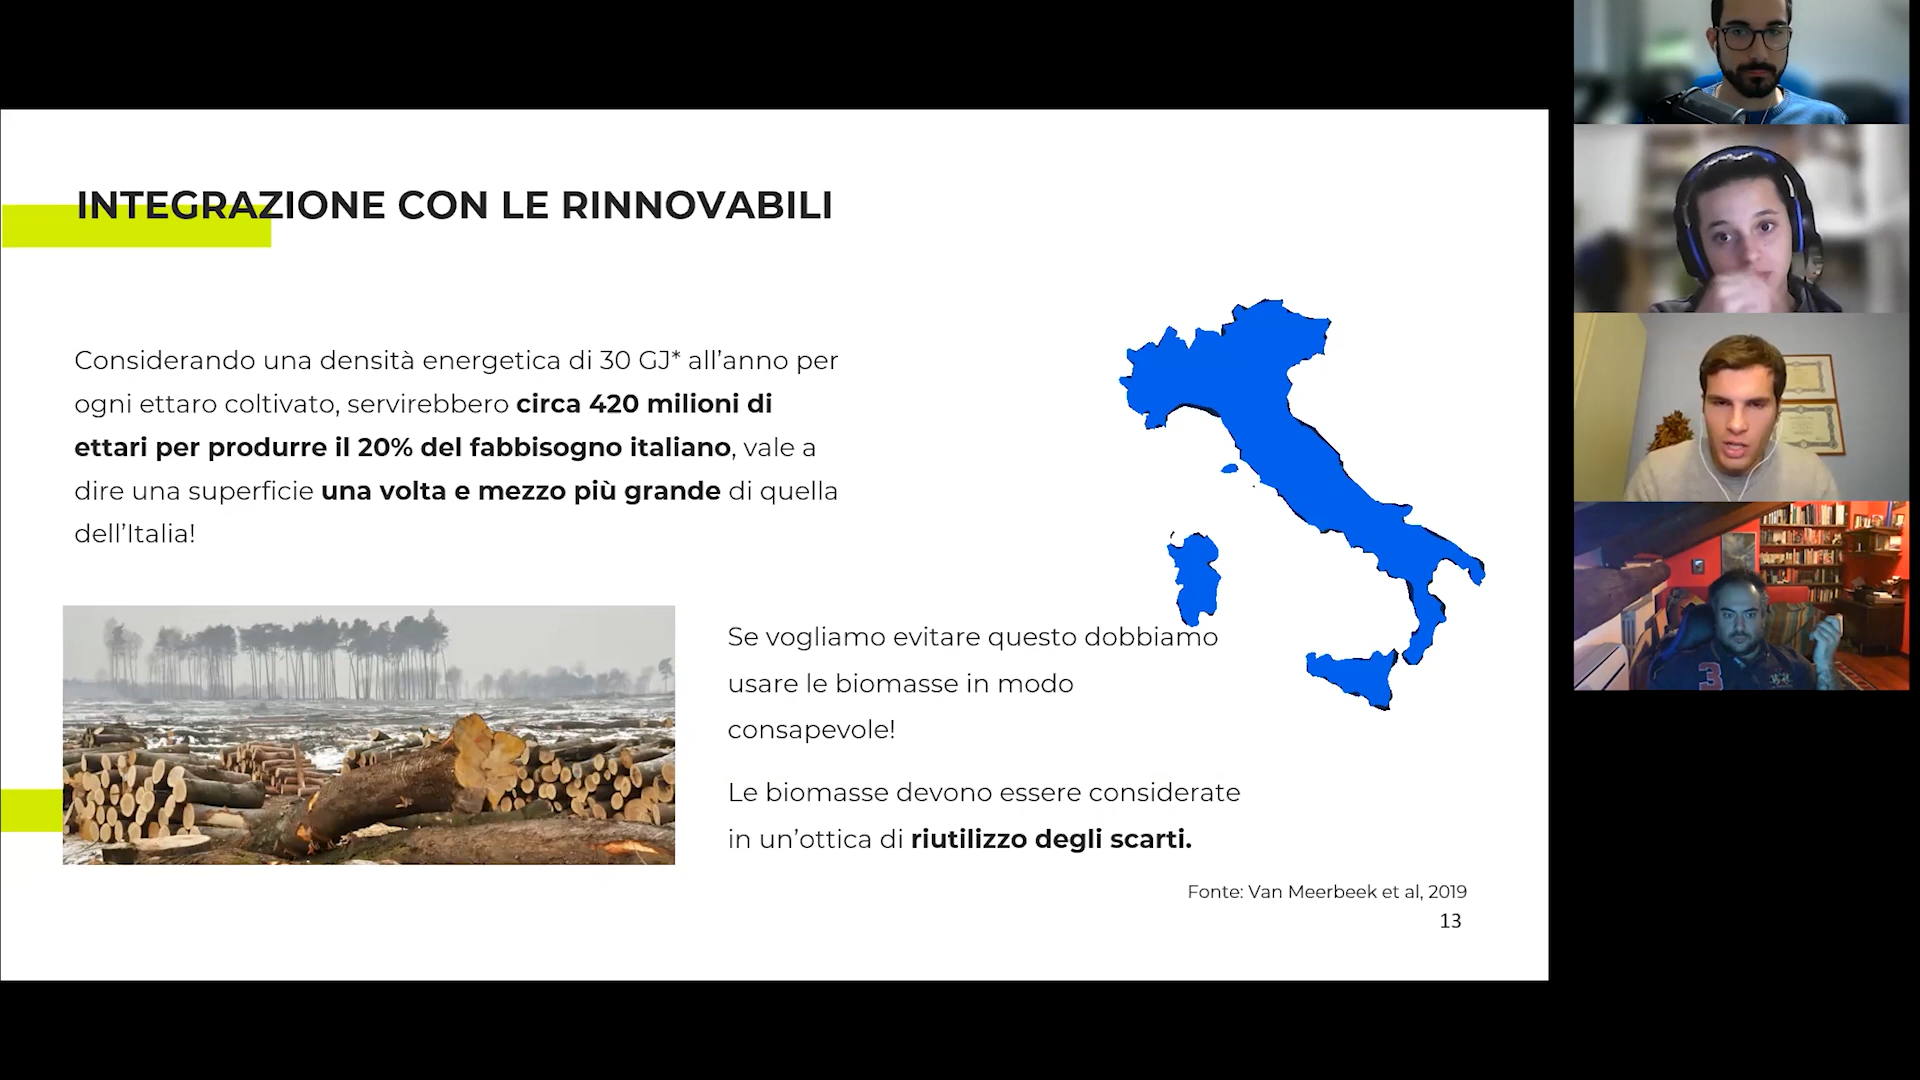 INTEGRAZIONE CON LE RINNOVABILI
Considerando una densità energetica di 30 GJ* all’anno per
ogni ettaro coltivato, servirebbero circa 420 milioni di
ettari per produrre il 20% del fabbisogno italiano, vale a
dire una superficie una volta e mezzo più grande di quella
dell’Italia!
Se vogliamo evitare questo dobbiamo
usare le biomasse in modo
consapevole!
Le biomasse devono essere considerate
in un’ottica di riutilizzo degli scarti.
Fonte: Van Meerbeek et al, 2019
13
3